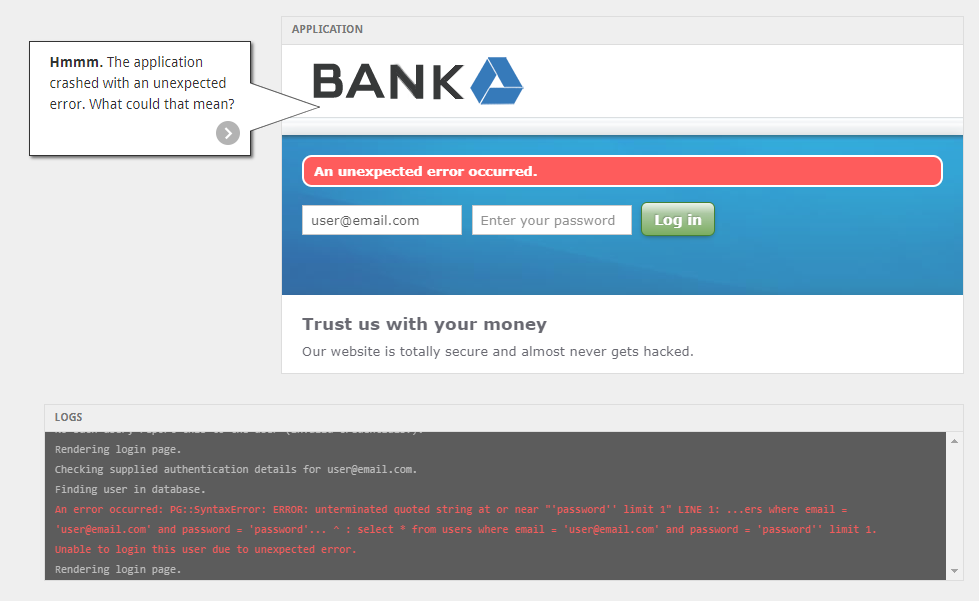 APPLICATION
Hmmm. The application
crashed with an unexpected
error. What could that mean?
BANK
An unexpected error occurred.
user@email.com Enter your password Log in
Trust us with your money
Our website is totally secure and almost never gets hacked.
LOGS
Rendering login page.
Checking supplied authentication details for user@email.com.
Finding user in database.
An error occurred: PG::SyntaxError: ERROR: unterminated quoted string at or near "'password'' limit 1" LINE 1: ...ers where email =
'user@email.com' and password = 'password'... ^ : select * from users where email = 'user@email.com' and password = 'password'' limit 1.
Unable to login this user due to unexpected error.
Rendering login page.